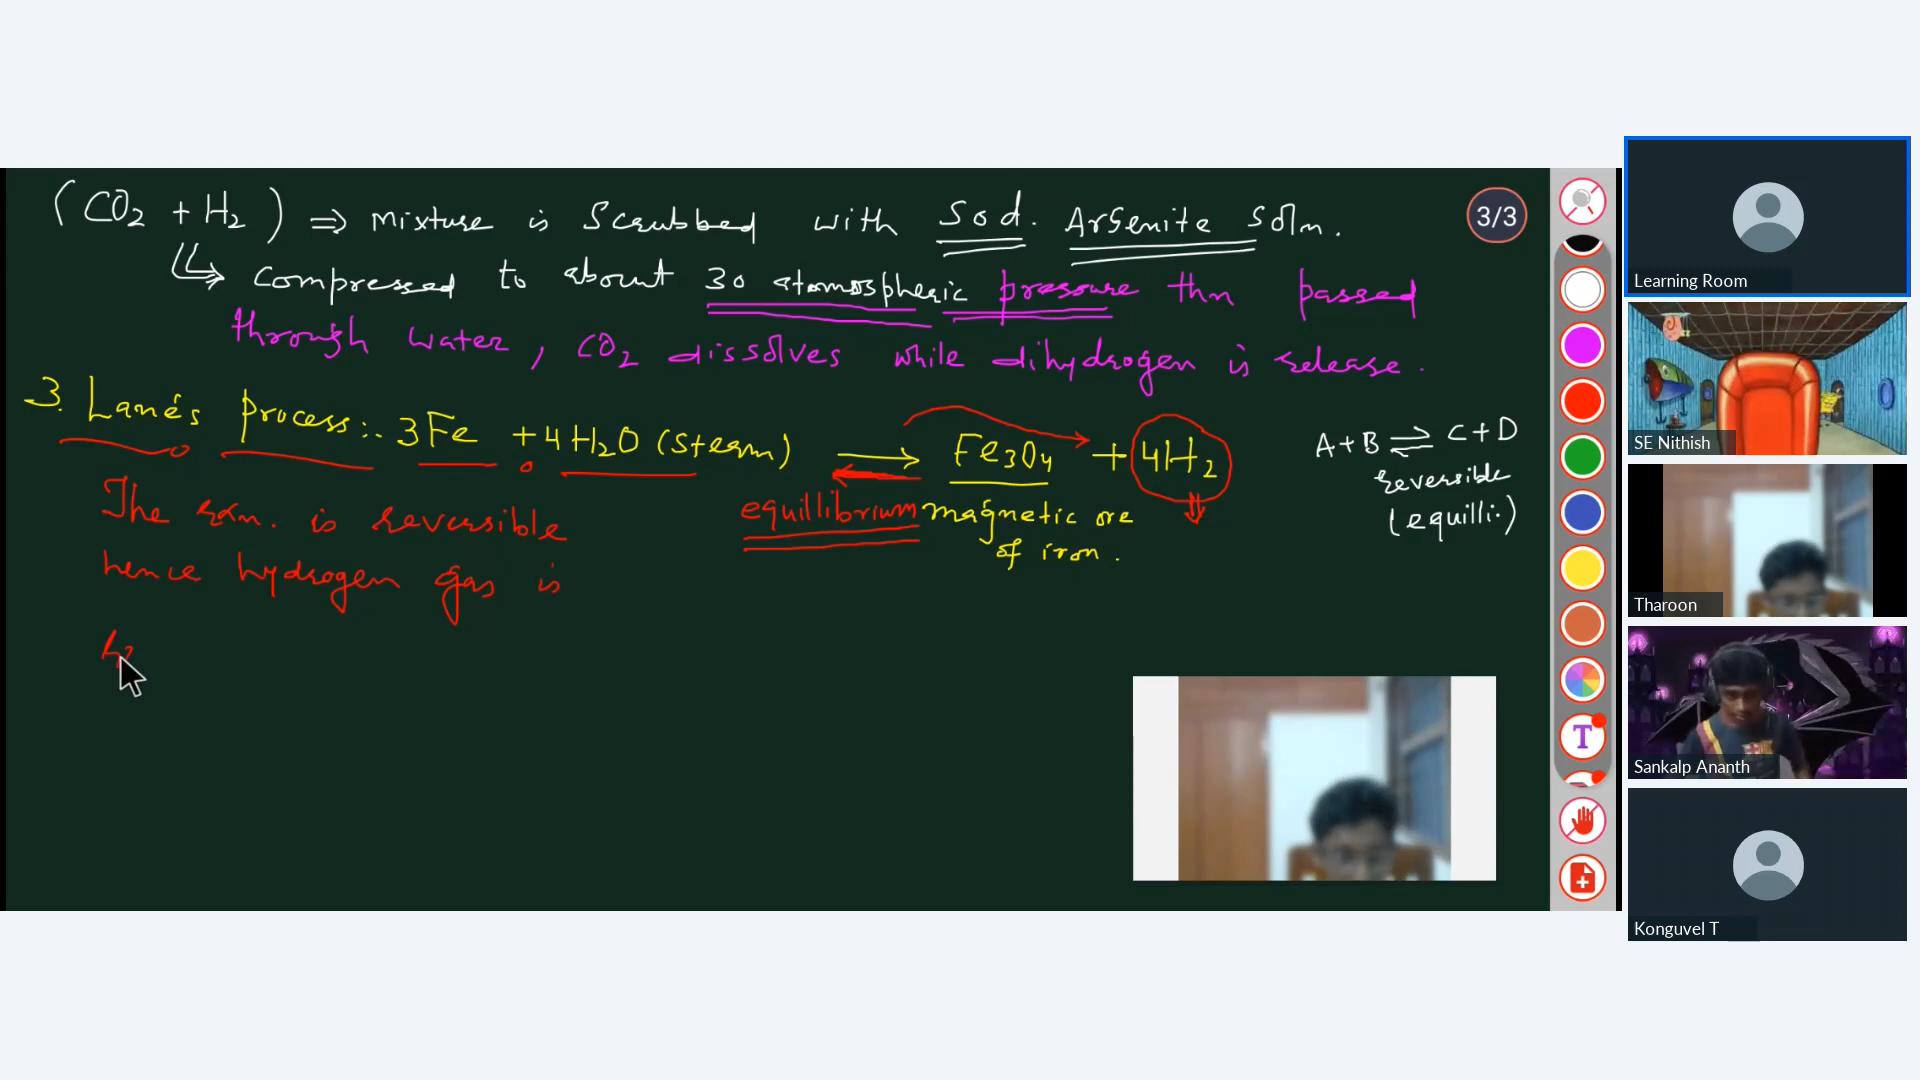 (CO2 + H2) ⇒ mixture is Scrubbed with Sod. Arsenite Soln.
3/3
↳ compressed to about 30 atomospheric pressure thn passed
through water, CO2 dissolves while dihydrogen is release.
3. Lane's process:- 3Fe + 4H2O (steam) → Fe3O4 + 4H2
A+B ⇌ C+D
reversible
(equilli:)
equillibrium
magnetic ore
of iron.
The rxn. is reversible
hence hydrogen gas is
T
Learning Room
SE Nithish
Tharoon
Sankalp Ananth
Konguvel T